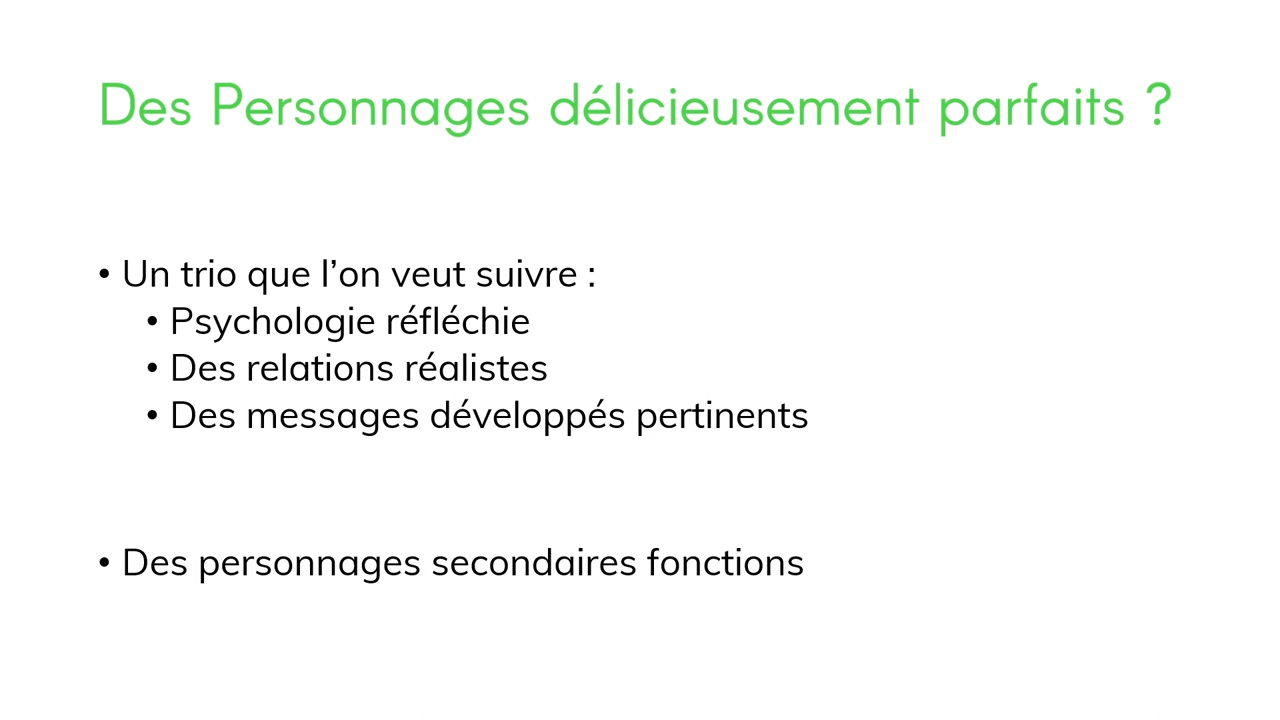 Des Personnages délicieusement parfaits ?
• Un trio que l’on veut suivre :
• Psychologie réfléchie
• Des relations réalistes
• Des messages développés pertinents
• Des personnages secondaires fonctions